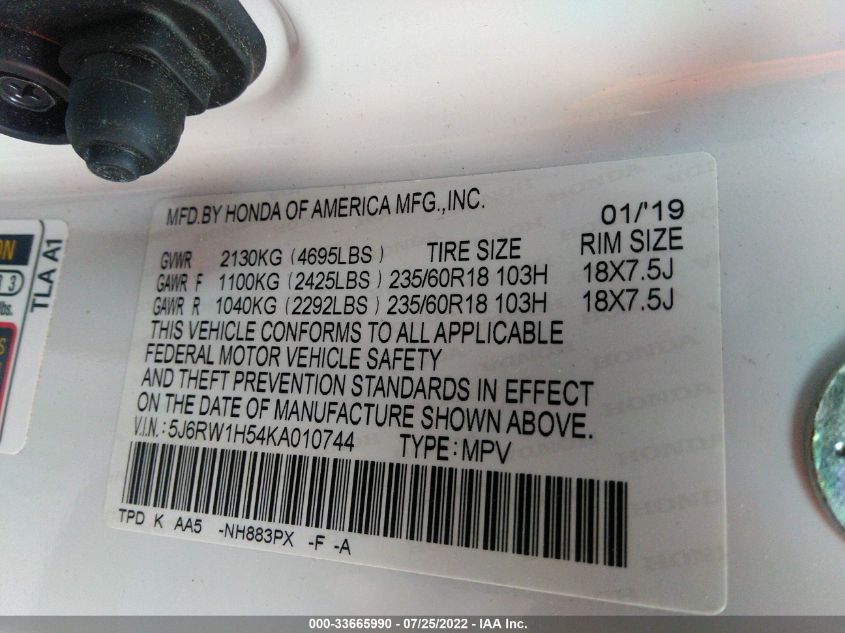 MFD.BY HONDA OF AMERICA MFG.,INC. 01/'19
GVWR 2130KG (4695LBS) TIRE SIZE RIM SIZE
GAWR F 1100KG (2425LBS) 235/60R18 103H 18X7.5J
GAWR R 1040KG (2292LBS) 235/60R18 103H 18X7.5J
THIS VEHICLE CONFORMS TO ALL APPLICABLE
FEDERAL MOTOR VEHICLE SAFETY
AND THEFT PREVENTION STANDARDS IN EFFECT
ON THE DATE OF MANUFACTURE SHOWN ABOVE.
V.I.N.: 5J6RW1H54KA010744 TYPE: MPV
TPD K AA5 -NH883PX -F -A
TLA A1
000-33665990 - 07/25/2022 - IAA Inc.